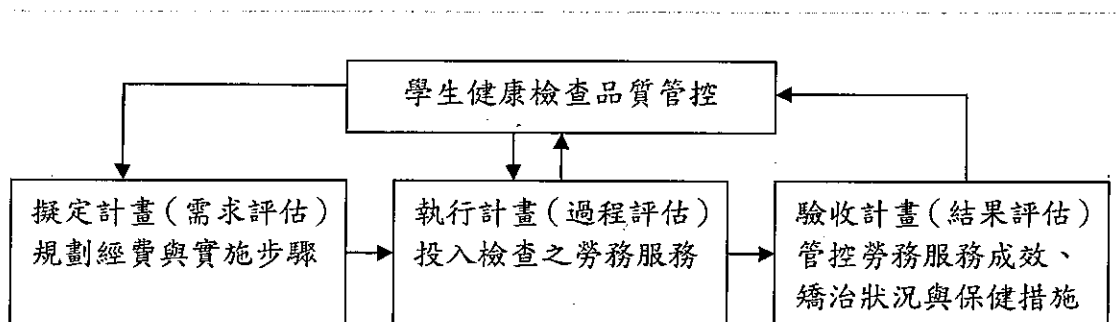 學生健康檢查品質管控
擬定計畫（需求評估）
規劃經費與實施步驟
執行計畫（過程評估）
投入檢查之勞務服務
驗收計畫（結果評估）
管控勞務服務成效、
矯治狀況與保健措施